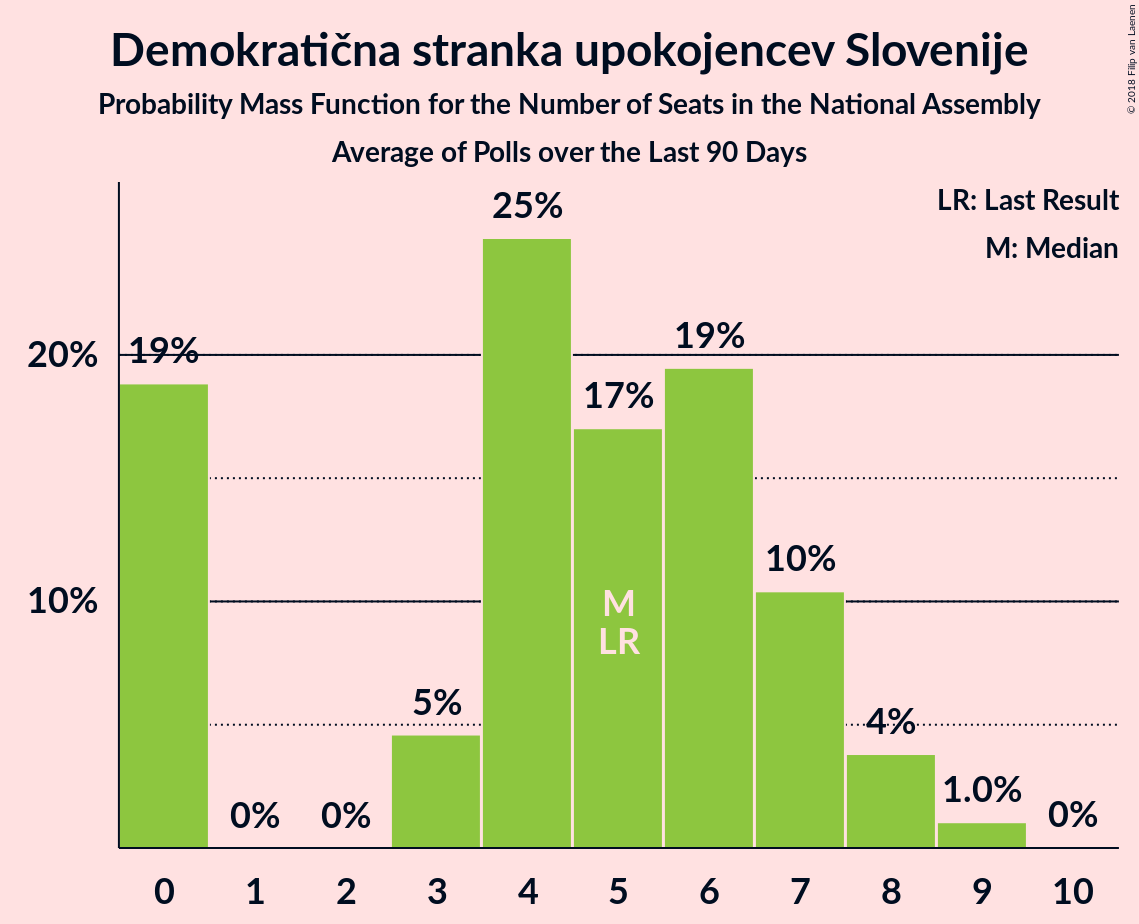 Demokratična stranka upokojencev Slovenije
Probability Mass Function for the Number of Seats in the National Assembly
Average of Polls over the Last 90 Days
© 2018 Filip van Laenen
LR: Last Result
M: Median
20%
10%
19%
0%
0%
5%
25%
17%
19%
10%
4%
1.0%
0%
M
LR
0 1 2 3 4 5 6 7 8 9 10